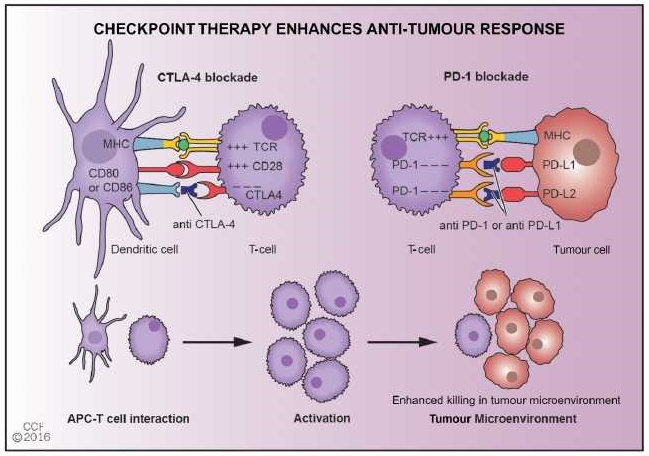 CHECKPOINT THERAPY ENHANCES ANTI-TUMOUR RESPONSE
CTLA-4 blockade
MHC
+++ TCR
+++ CD28
CD80
or CD86
--- CTLA4
anti CTLA-4
Dendritic cell
T-cell
PD-1 blockade
TCR+++
MHC
PD-1----
PD-L1
PD-1----
PD-L2
anti PD-1 or anti PD-L1
T-cell
Tumour cell
APC-T cell interaction
Activation
Enhanced killing in tumour microenvironment
Tumour Microenvironment
CCF
©2016